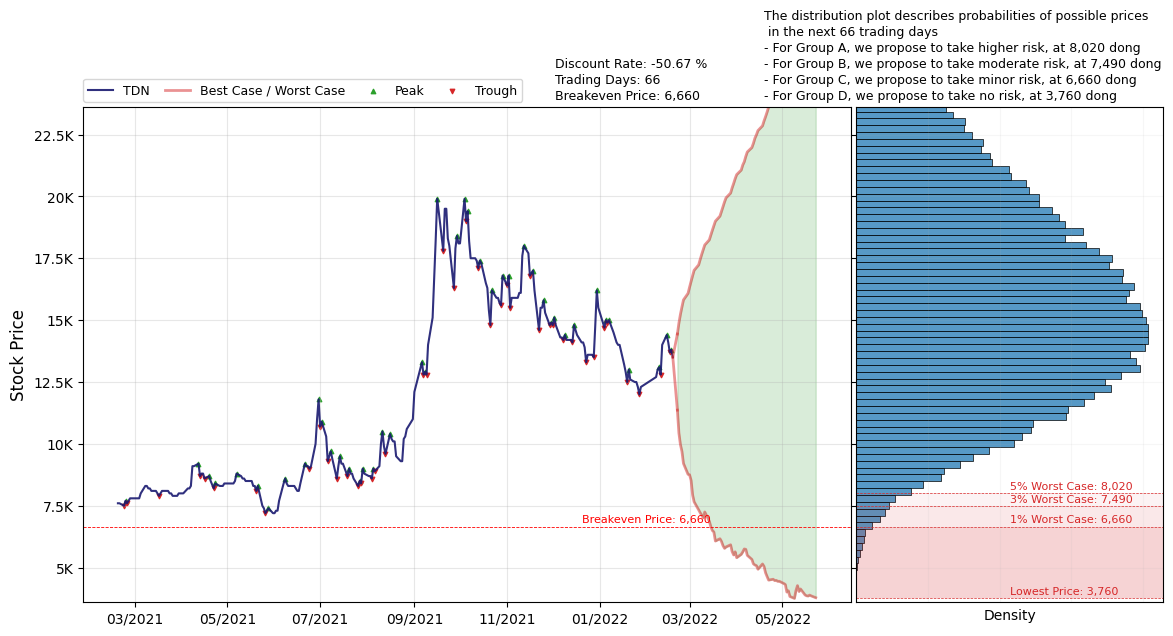 The distribution plot describes probabilities of possible prices
in the next 66 trading days
- For Group A, we propose to take higher risk, at 8,020 dong
- For Group B, we propose to take moderate risk, at 7,490 dong
- For Group C, we propose to take minor risk, at 6,660 dong
- For Group D, we propose to take no risk, at 3,760 dong
Discount Rate: -50.67 %
Trading Days: 66
Breakeven Price: 6,660
TDN
Best Case / Worst Case
Peak
Trough
Stock Price
22.5K
20K
17.5K
15K
12.5K
10K
7.5K
5K
Breakeven Price: 6,660
03/2021
05/2021
07/2021
09/2021
11/2021
01/2022
03/2022
05/2022
5% Worst Case: 8,020
3% Worst Case: 7,490
1% Worst Case: 6,660
Lowest Price: 3,760
Density